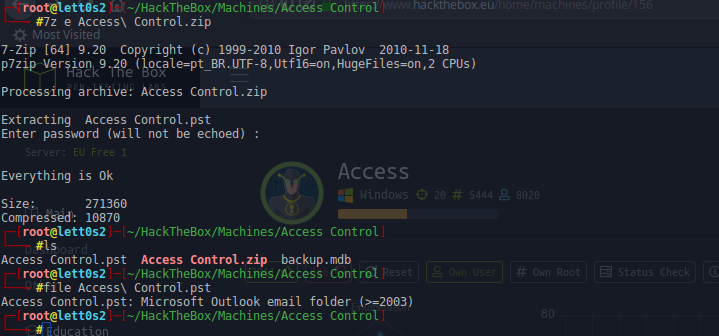 [root@lett0s2]-[~/HackTheBox/Machines/Access Control] www.hackthebox.eu/home/machines/profile/156
#7z e Access\ Control.zip
Most Visited
7-Zip [64] 9.20  Copyright (c) 1999-2010 Igor Pavlov  2010-11-18
p7zip Version 9.20 (locale=pt_BR.UTF-8,Utf16=on,HugeFiles=on,2 CPUs)
Hack The Box
Processing archive: Access Control.zip
Extracting  Access Control.pst
Enter password (will not be echoed) :
Server: EU Free 1
Access
Everything is Ok
Windows 20 # 5444 8020
Size:       271360
Compressed: 10870
Main
[root@lett0s2]-[~/HackTheBox/Machines/Access Control]
#ls
Dashboard
Access Control.pst  Access Control.zip  backup.mdb
[root@lett0s2]-[~/HackTheBox/Machines/Access Control] Reset Own User # Own Root Status Check
#file Access\ Control.pst
Access Control.pst: Microsoft Outlook email folder (>=2003)
[root@lett0s2]-[~/HackTheBox/Machines/Access Control] 80
#
Education